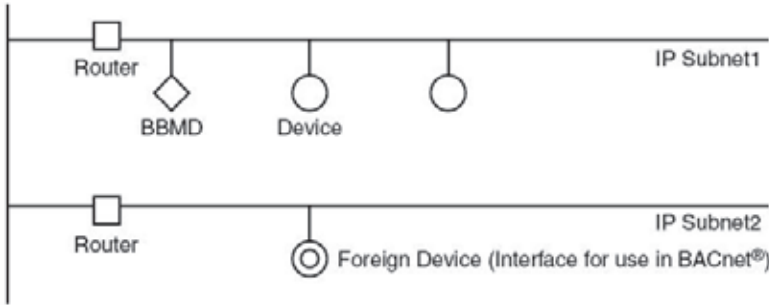 IP Subnet1
Router
BBMD
Device
IP Subnet2
Router
Foreign Device (Interface for use in BACnet®)